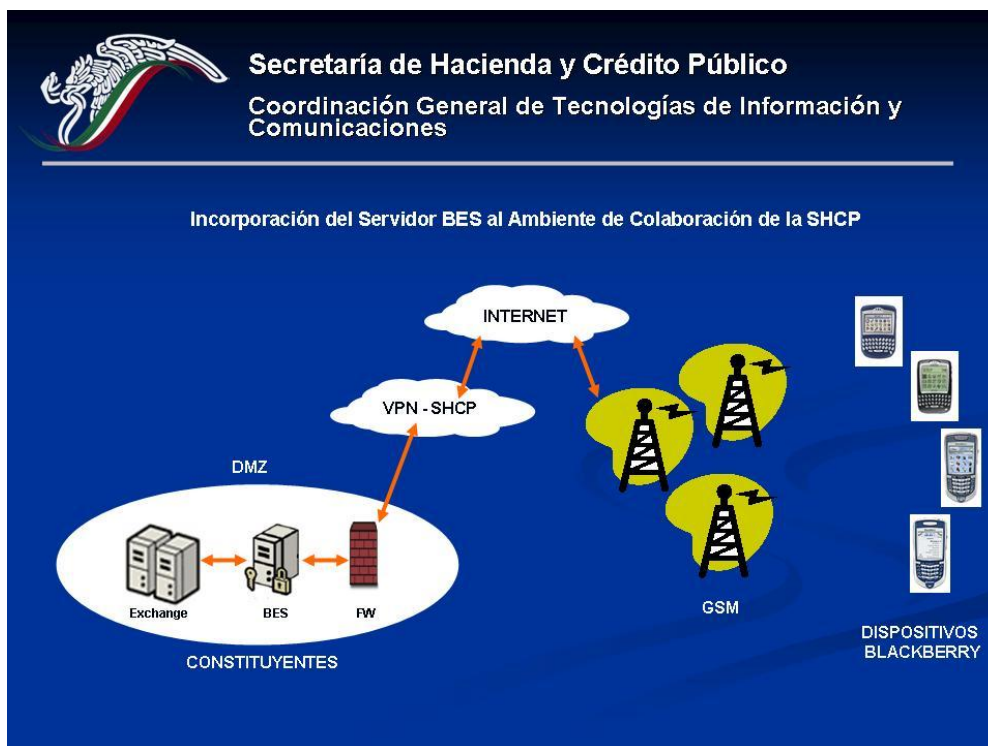 Secretaría de Hacienda y Crédito Público
Coordinación General de Tecnologías de Información y
Comunicaciones
Incorporación del Servidor BES al Ambiente de Colaboración de la SHCP
INTERNET
VPN - SHCP
DMZ
Exchange
BES
FW
CONSTITUYENTES
GSM
DISPOSITIVOS
BLACKBERRY